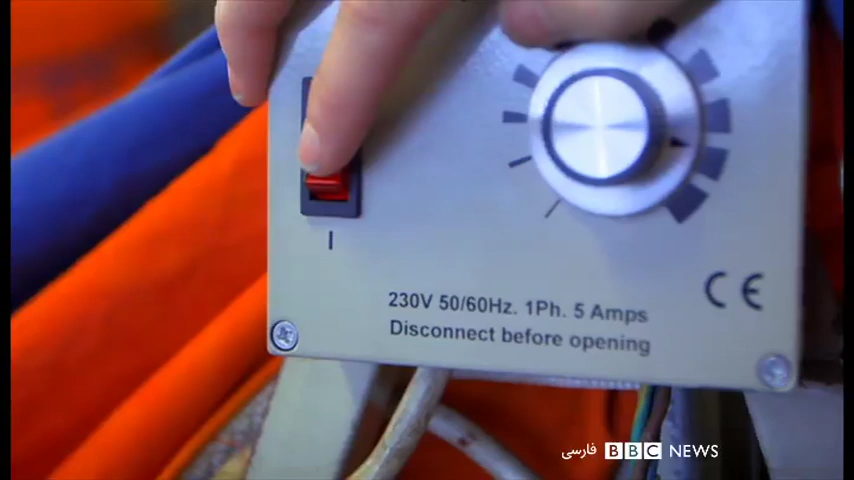 I
230V 50/60Hz. 1Ph. 5 Amps
Disconnect before opening
CE
فارسی BBC NEWS